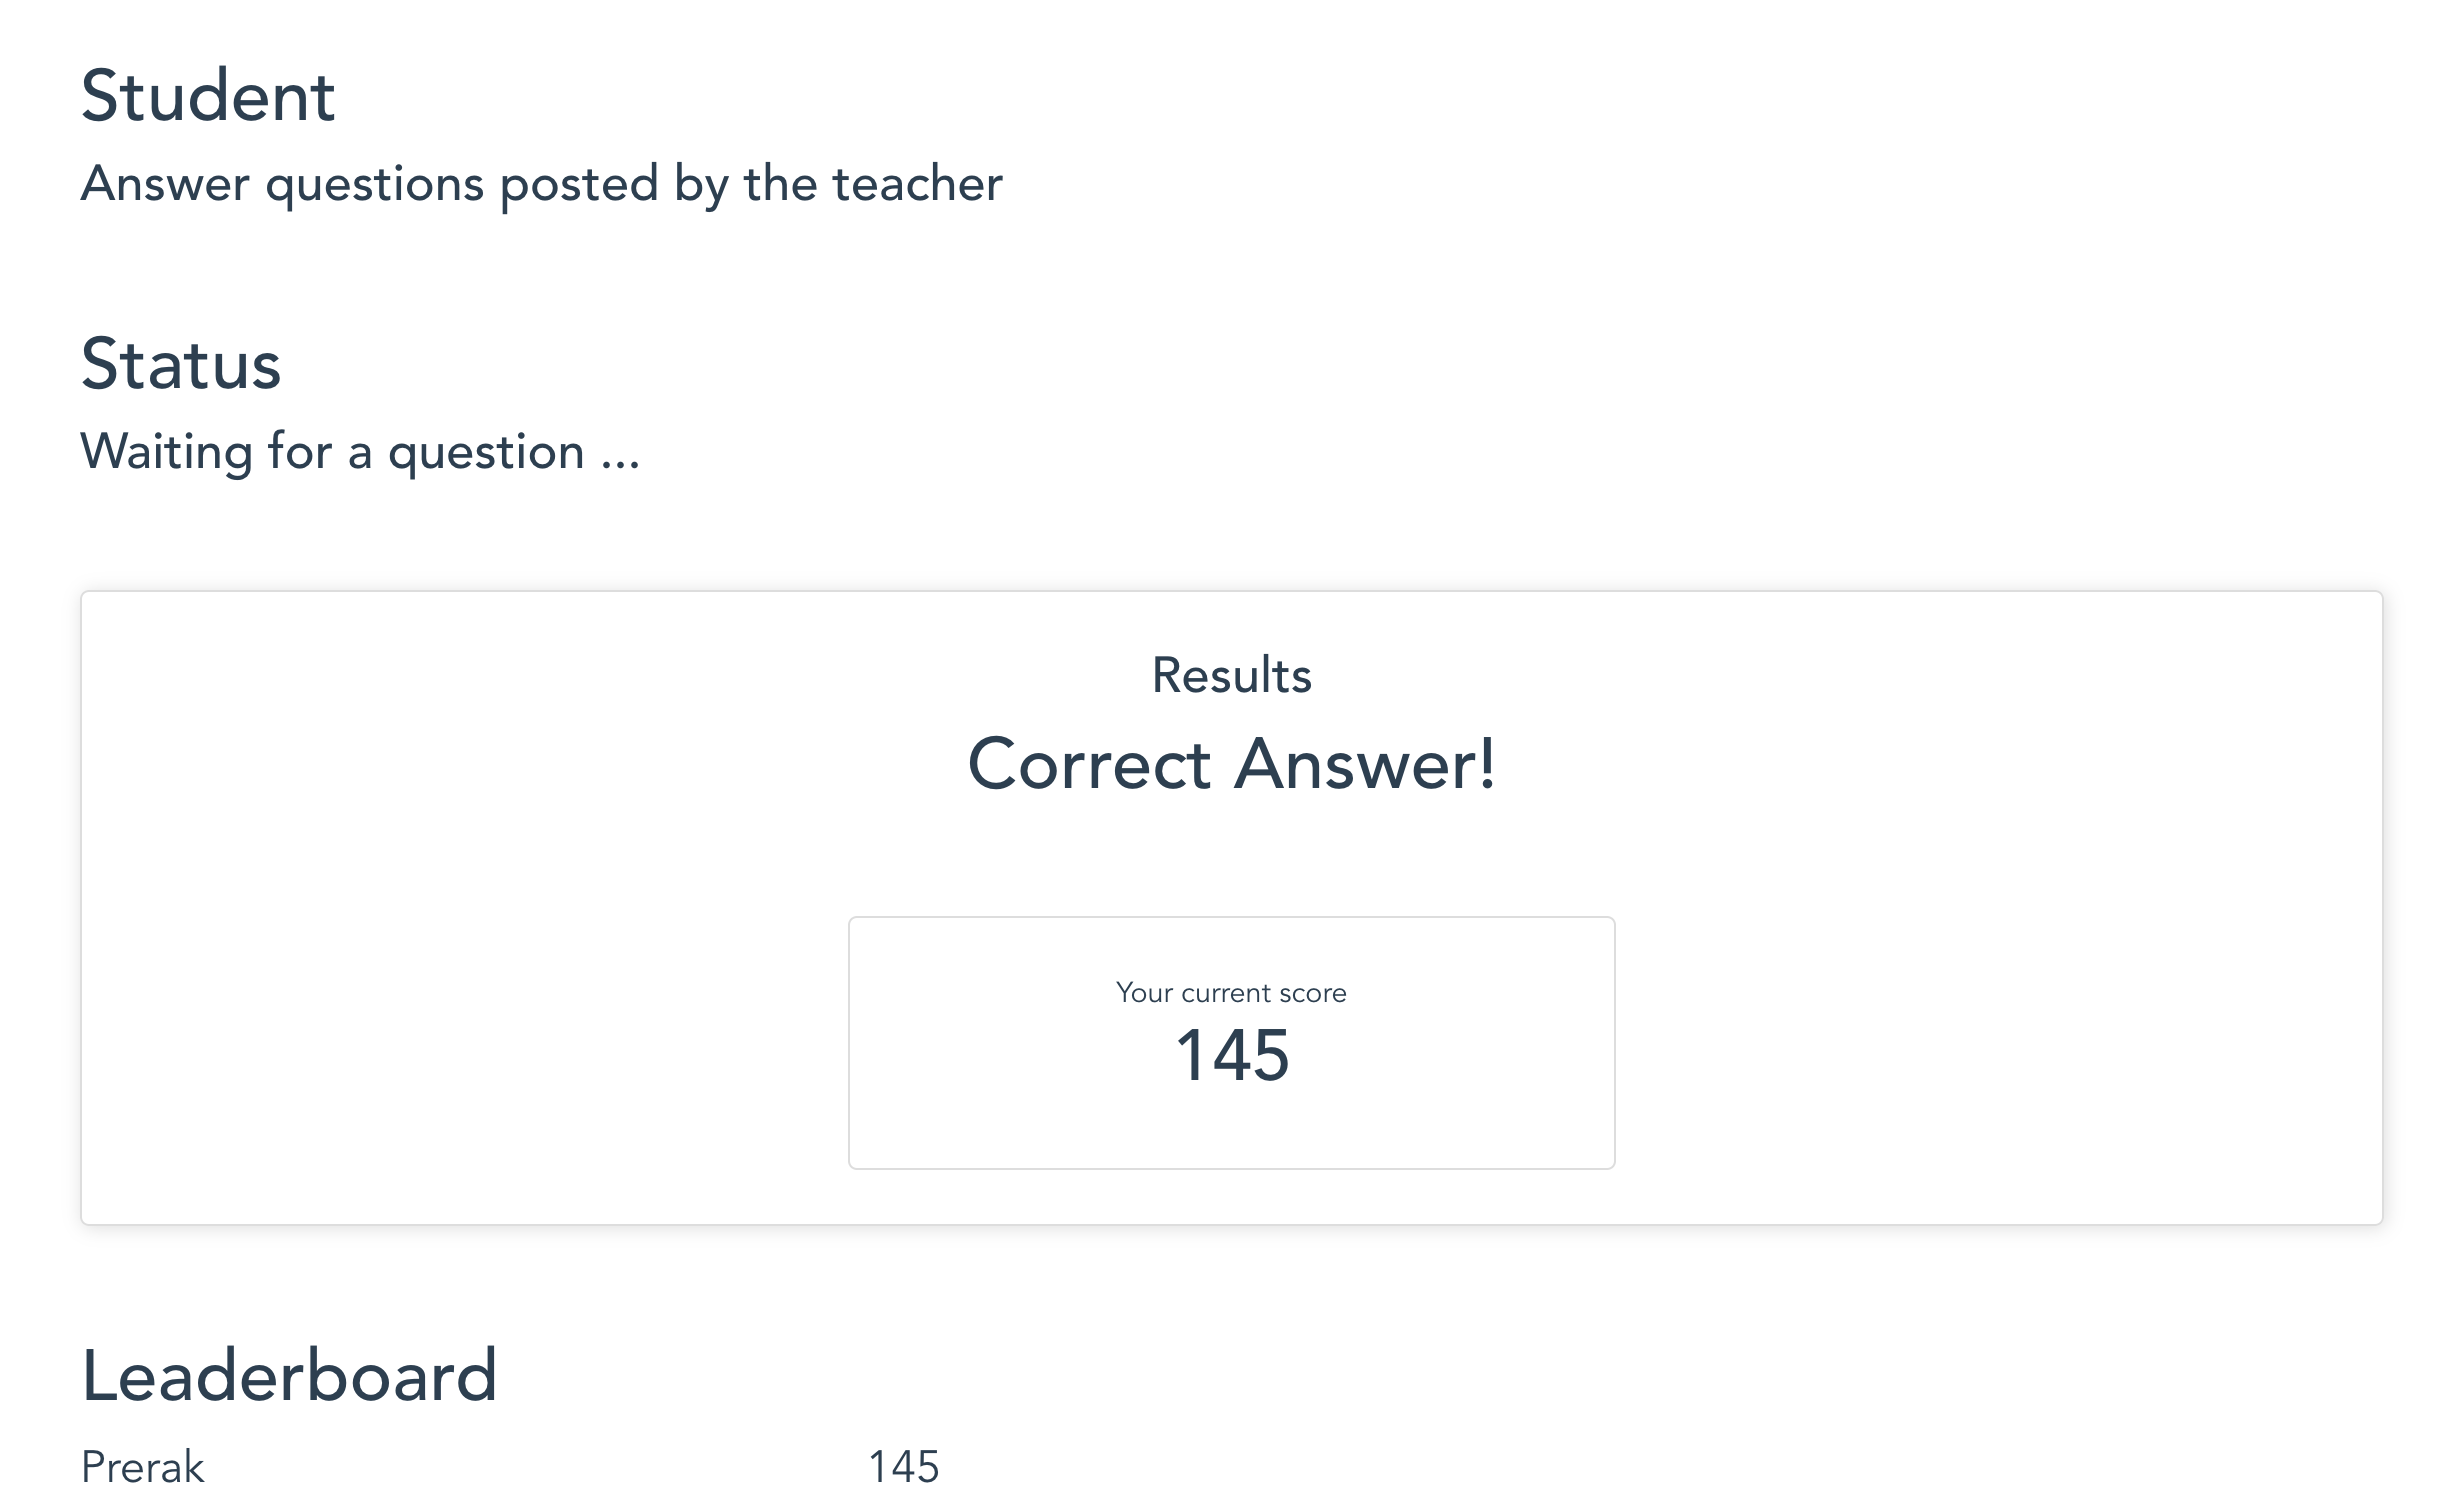 Student
Answer questions posted by the teacher
Status
Waiting for a question ...
Results
Correct Answer!
Your current score
145
Leaderboard
Prerak 145